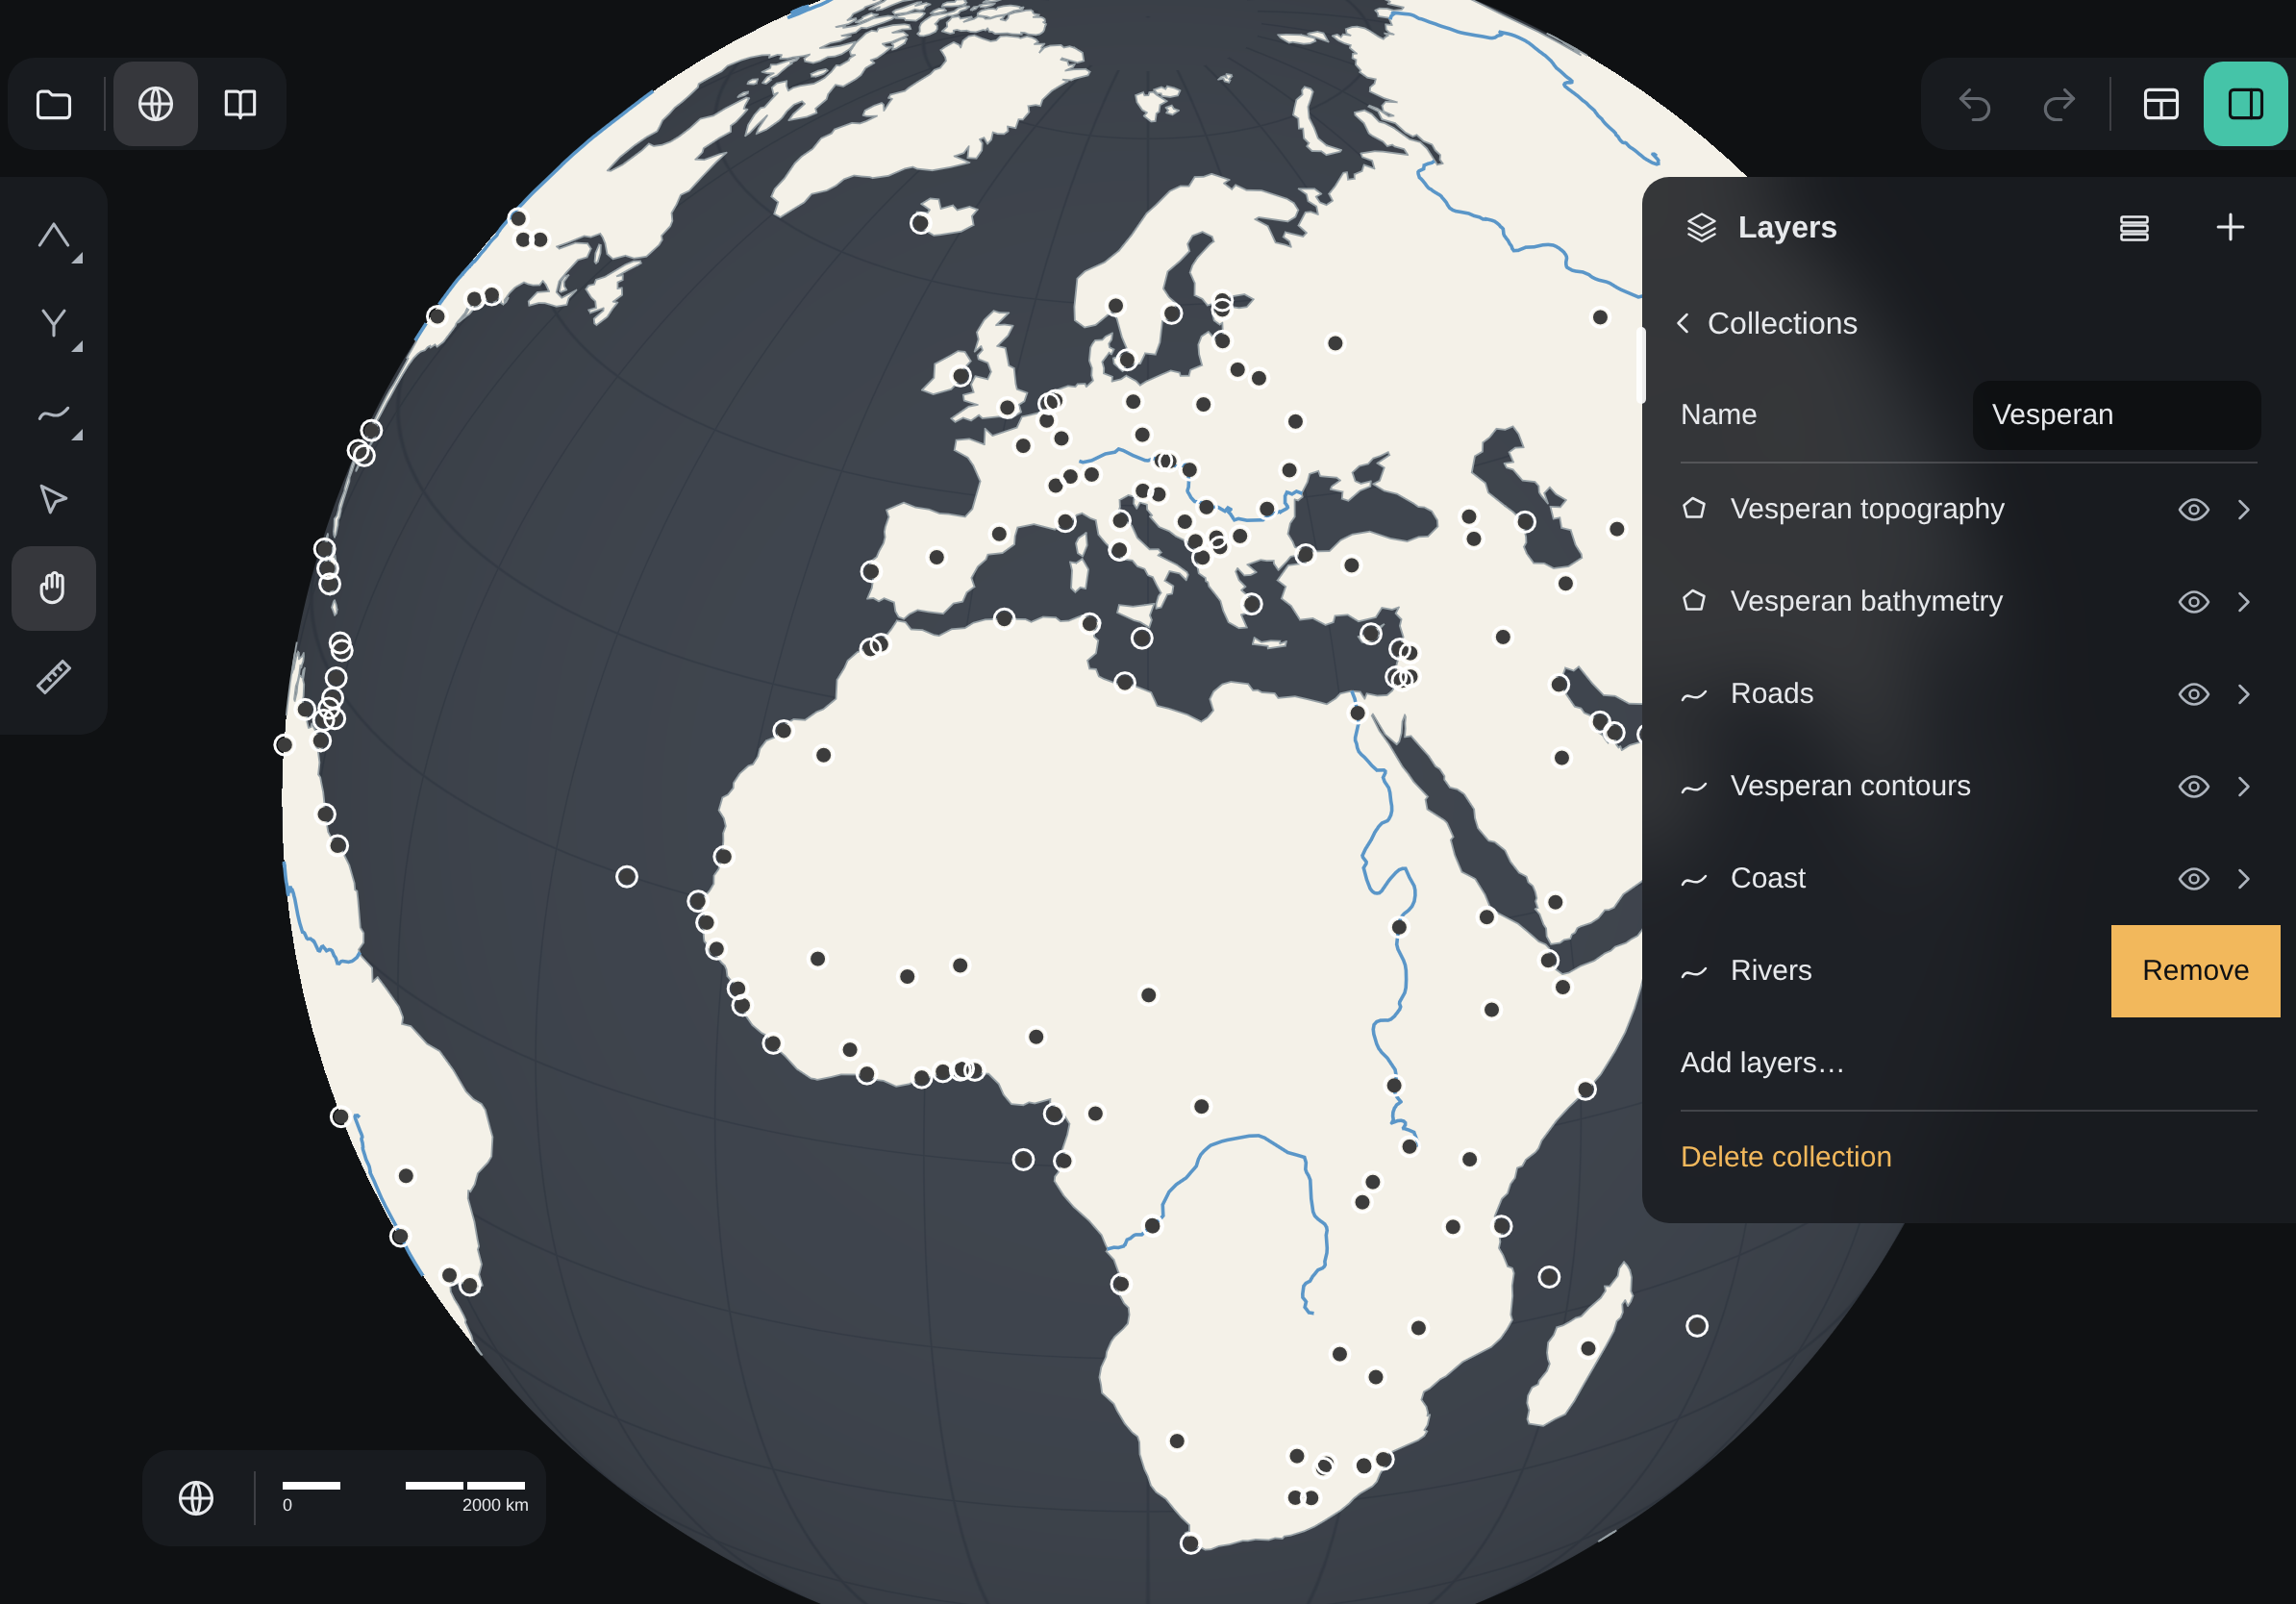 Layers
Collections
Name Vesperan
Vesperan topography
Vesperan bathymetry
Roads
Vesperan contours
Coast
Rivers Remove
Add layers…
Delete collection
0 2000 km